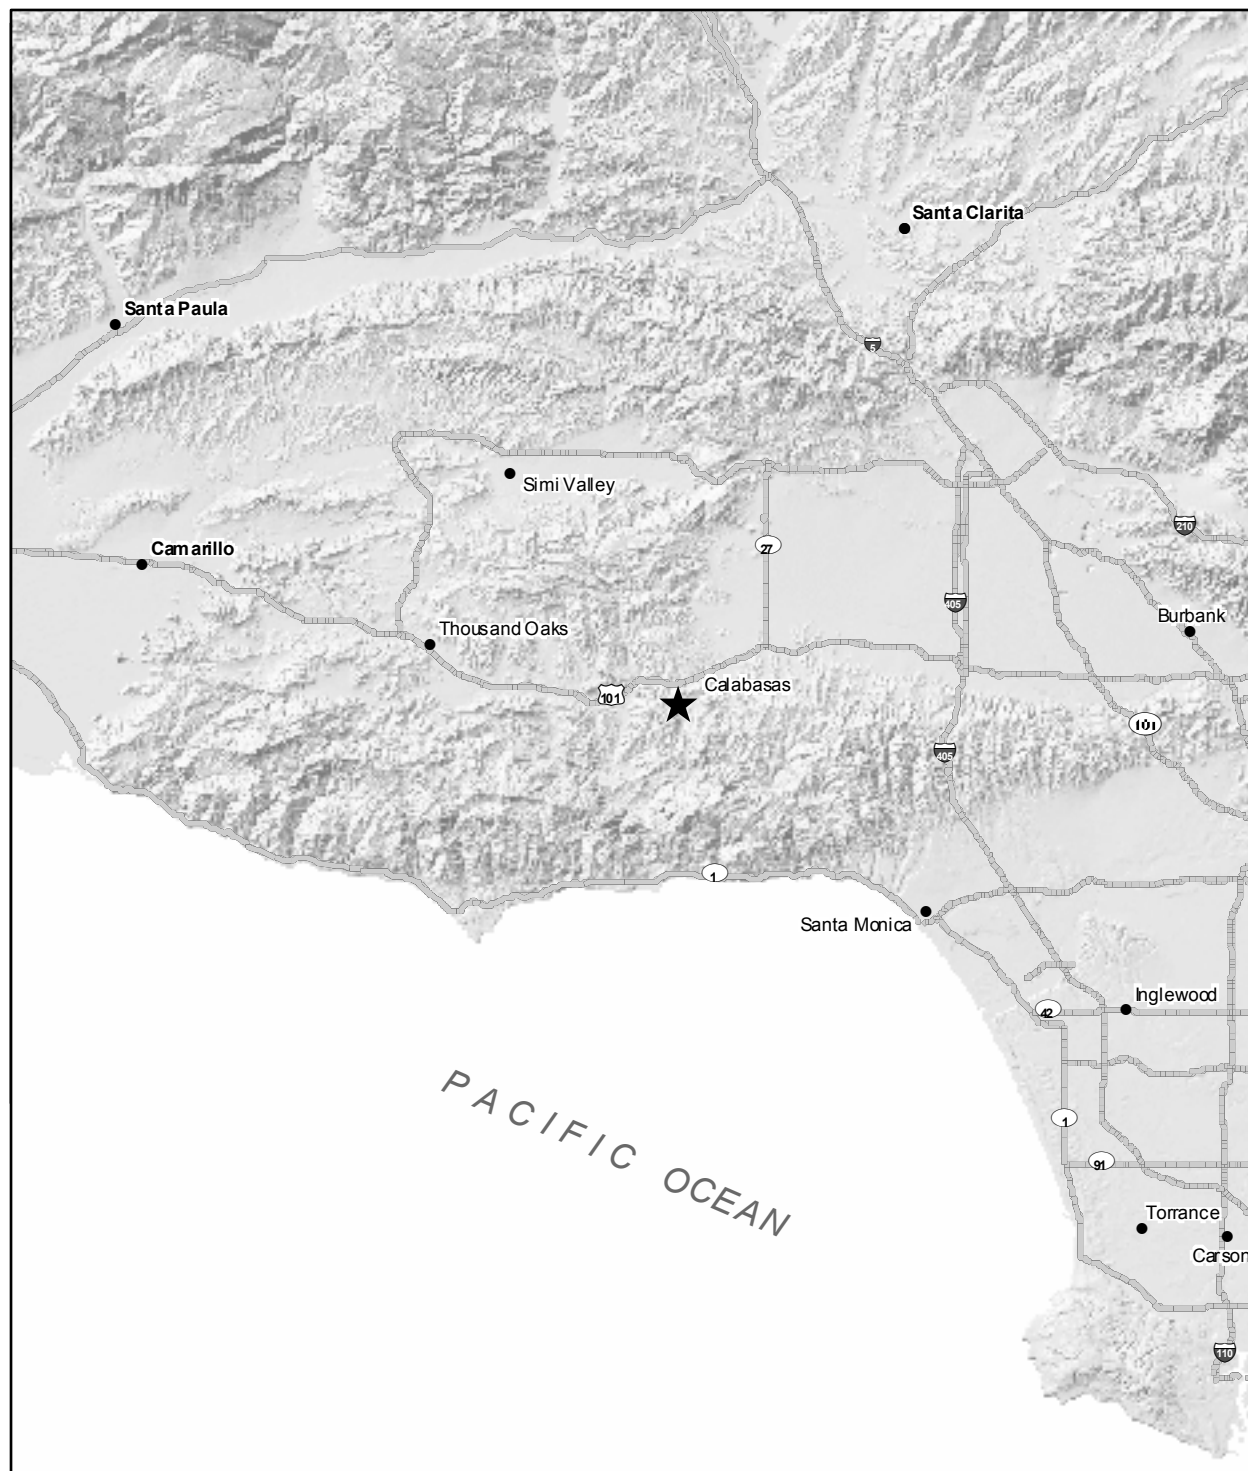 Santa Clarita
Santa Paula
5
Simi Valley
210
27
Camarillo
405
Burbank
Thousand Oaks
Calabasas
101
101
405
1
Santa Monica
Inglewood
42
PACIFIC OCEAN
1
91
Torrance
Carson
110